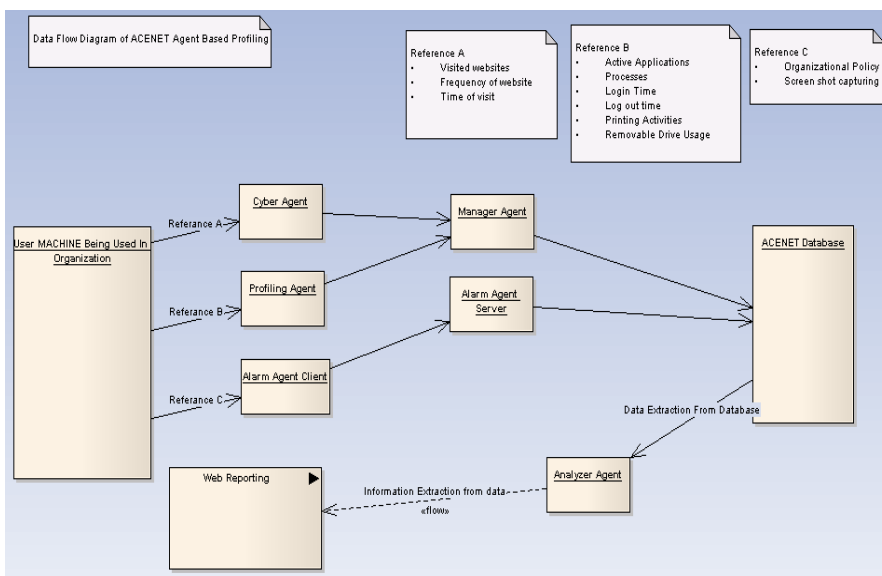 Data Flow Diagram of ACENET Agent Based Profiling
Reference A
• Visited websites
• Frequency of website
• Time of visit
Reference B
• Active Applications
• Processes
• Login Time
• Log out time
• Printing Activities
• Removable Drive Usage
Reference C
• Organizational Policy
• Screen shot capturing
User MACHINE Being Used In
Organization
Referance A
Cyber Agent
Manager Agent
ACENET Database
Referance B
Profiling Agent
Alarm Agent
Server
Referance C
Alarm Agent Client
Data Extraction From Database
Analyzer Agent
Information Extraction from data
«flow»
Web Reporting